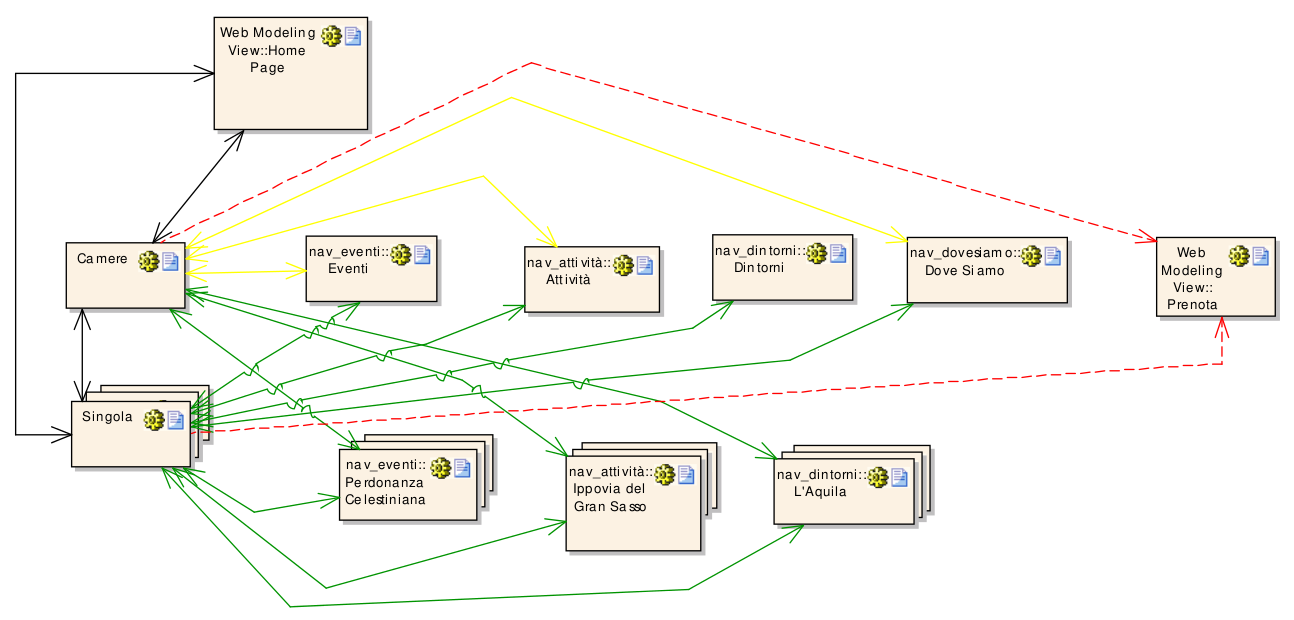 Web Modeling
View::Home
Page
Camere
nav_eventi::
Eventi
nav_attività::
Attività
nav_dintorni::
Dintorni
nav_dovesiamo::
Dove Siamo
Web
Modeling
View::
Prenota
Singola
nav_eventi::
Perdonanza
Celestiniana
nav_attività::
Ippovia del
Gran Sasso
nav_dintorni::
L'Aquila